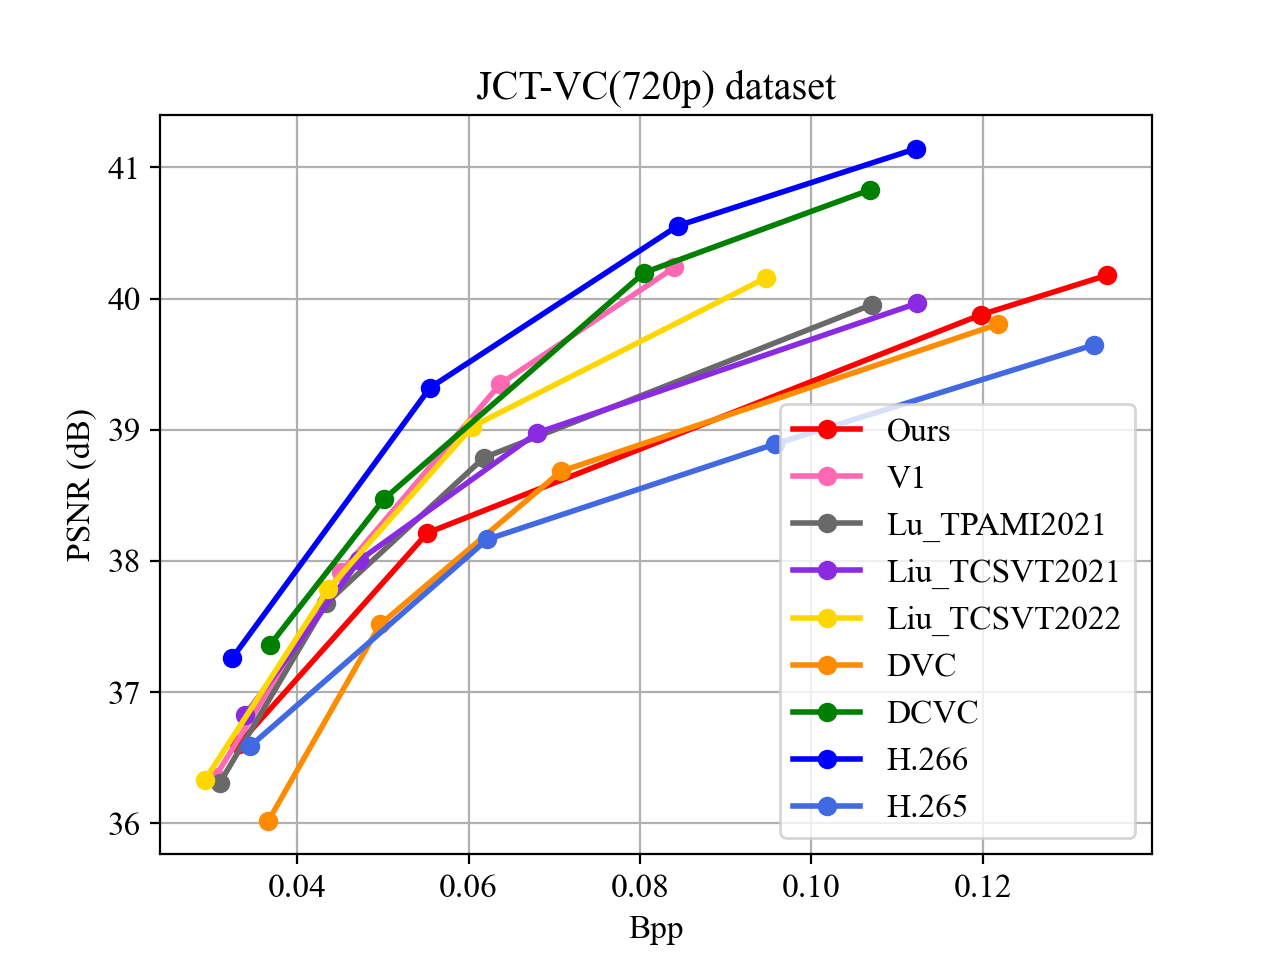 JCT-VC(720p) dataset
PSNR (dB)
41
40
39
38
37
36
Ours
V1
Lu_TPAMI2021
Liu_TCSVT2021
Liu_TCSVT2022
DVC
DCVC
H.266
H.265
0.04 0.06 0.08 0.10 0.12
Bpp